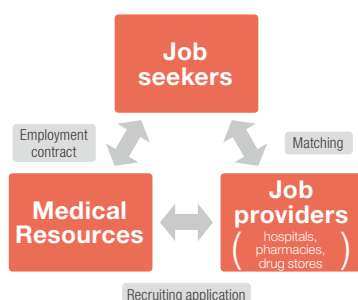 Job
seekers
Employment
contract
Matching
Medical
Resources
Job
providers
( hospitals,
pharmacies,
drug stores )
Recruiting application